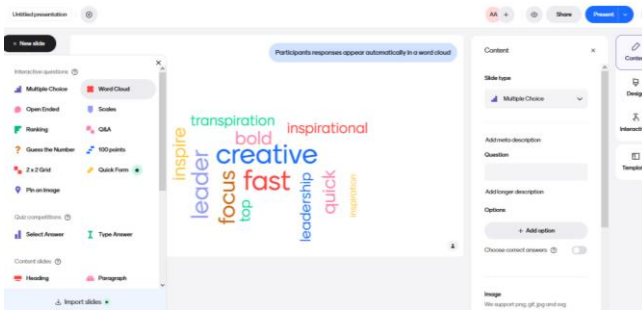 Untitled presentation
AA
+
Share
Present
+ New slide
Interactive questions
Multiple Choice
Word Cloud
Open Ended
Scales
Ranking
Q&A
Guess the Number
100 points
2 x 2 Grid
Quick Form
Pin on Image
Quiz competitions
Select Answer
Type Answer
Content slides
Heading
Paragraph
Import slides
Participants responses appear automatically in a word cloud
transpiration
inspirational
bold
inspire
creative
leader
focus
fast
top
leadership
quick
inspiration
Content
Slide type
Multiple Choice
Add meta description
Question
Add longer description
Options
+ Add option
Choose correct answers
Image
We support png, gif, jpg and svg